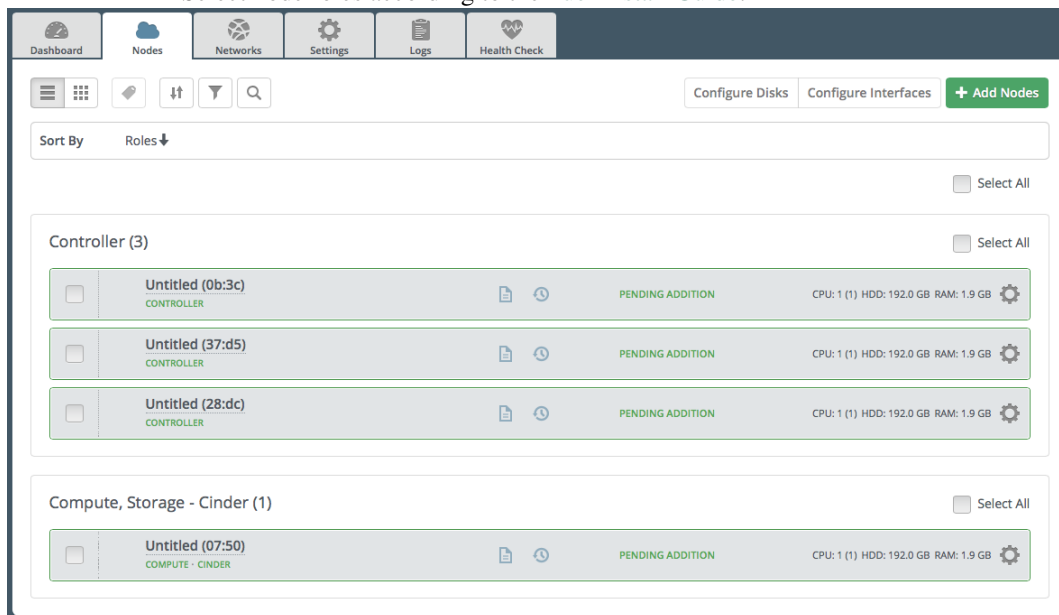 Dashboard Nodes Networks Settings Logs Health Check
Configure Disks Configure Interfaces + Add Nodes
Sort By Roles
Select All
Controller (3) Select All
Untitled (0b:3c)
CONTROLLER
PENDING ADDITION CPU: 1 (1) HDD: 192.0 GB RAM: 1.9 GB
Untitled (37:d5)
CONTROLLER
PENDING ADDITION CPU: 1 (1) HDD: 192.0 GB RAM: 1.9 GB
Untitled (28:dc)
CONTROLLER
PENDING ADDITION CPU: 1 (1) HDD: 192.0 GB RAM: 1.9 GB
Compute, Storage - Cinder (1) Select All
Untitled (07:50)
COMPUTE · CINDER
PENDING ADDITION CPU: 1 (1) HDD: 192.0 GB RAM: 1.9 GB